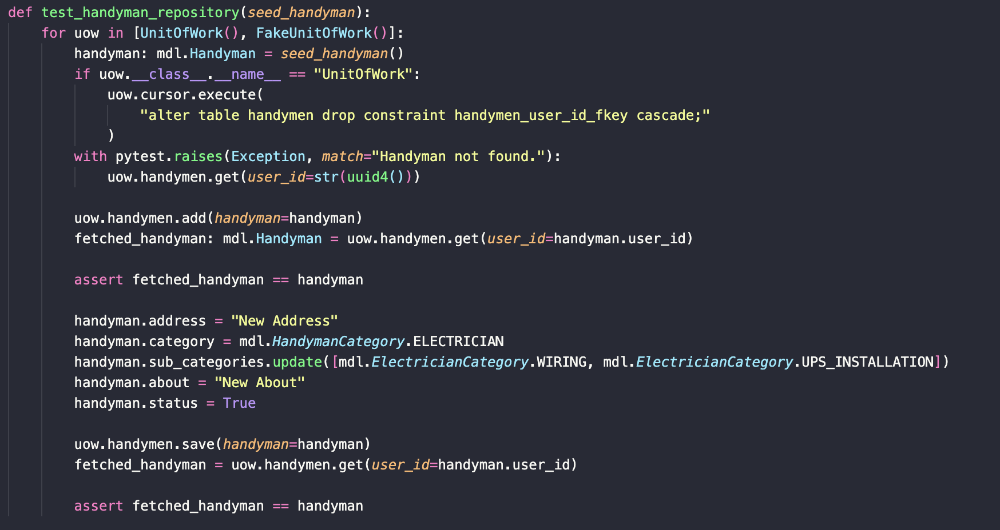 def test_handyman_repository(seed_handyman):
    for uow in [UnitOfWork(), FakeUnitOfWork()]:
        handyman: mdl.Handyman = seed_handyman()
        if uow.__class__.__name__ == "UnitOfWork":
            uow.cursor.execute(
                "alter table handymen drop constraint handymen_user_id_fkey cascade;"
            )
        with pytest.raises(Exception, match="Handyman not found."):
            uow.handymen.get(user_id=str(uuid4()))

        uow.handymen.add(handyman=handyman)
        fetched_handyman: mdl.Handyman = uow.handymen.get(user_id=handyman.user_id)

        assert fetched_handyman == handyman

        handyman.address = "New Address"
        handyman.category = mdl.HandymanCategory.ELECTRICIAN
        handyman.sub_categories.update([mdl.ElectricianCategory.WIRING, mdl.ElectricianCategory.UPS_INSTALLATION])
        handyman.about = "New About"
        handyman.status = True

        uow.handymen.save(handyman=handyman)
        fetched_handyman = uow.handymen.get(user_id=handyman.user_id)

        assert fetched_handyman == handyman